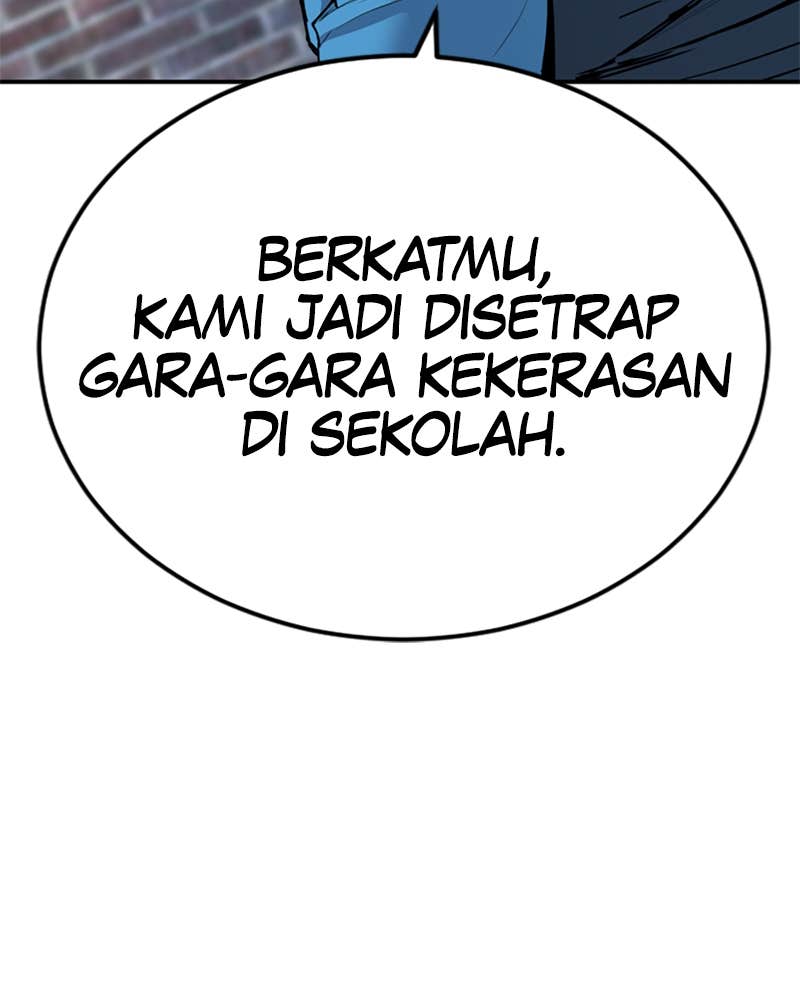 BERKATMU,
KAMI JADI DISETRAP
GARA-GARA KEKERASAN
DI SEKOLAH.